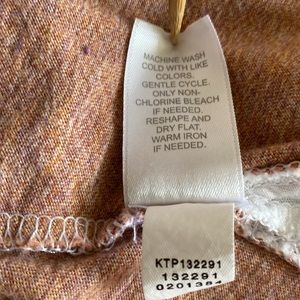 MACHINE WASH
COLD WITH LIKE
COLORS.
GENTLE CYCLE.
ONLY NON-
CHLORINE BLEACH
IF NEEDED.
RESHAPE AND
DRY FLAT.
WARM IRON
IF NEEDED.
KTP132291
132291
0201384